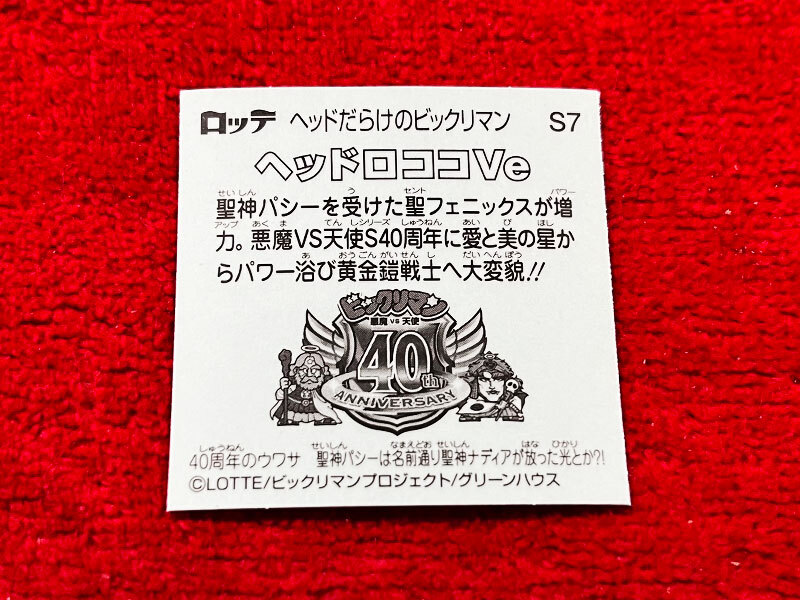 ロッテ ヘッドだらけのビックリマン S7
ヘッドロココVe
聖神パシーを受けた聖フェニックスが増
力。悪魔VS天使S40周年に愛と美の星か
らパワー浴び黄金鎧戦士へ大変貌!!
ビックリマン
悪魔VS天使
40th
ANNIVERSARY
40周年のウワサ 聖神パシーは名前通り聖神ナディアが放った光とか?!
©LOTTE/ビックリマンプロジェクト/グリーンハウス